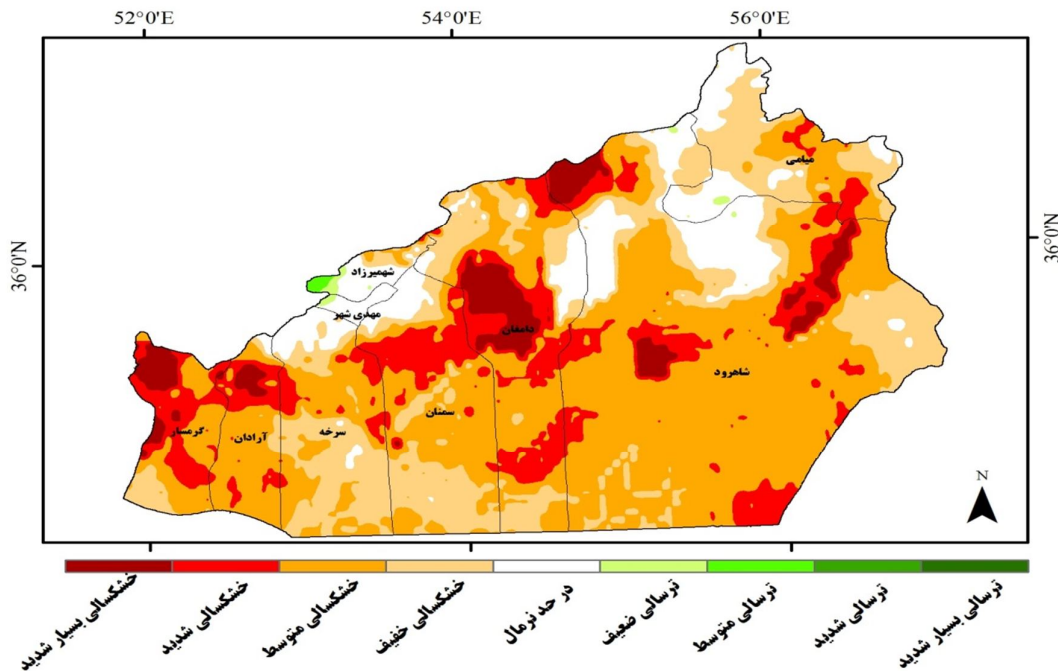 52°0'E 54°0'E 56°0'E
36°0'N 36°0'N
میامی
شهمیرزاد
مهدی شهر
دامغان
شاهرود
سمنان
گرمسار آرادان سرخه
N
خشکسالی بسیار شدید خشکسالی شدید خشکسالی متوسط خشکسالی خفیف در حد نرمال ترسالی ضعیف ترسالی متوسط ترسالی شدید ترسالی بسیار شدید